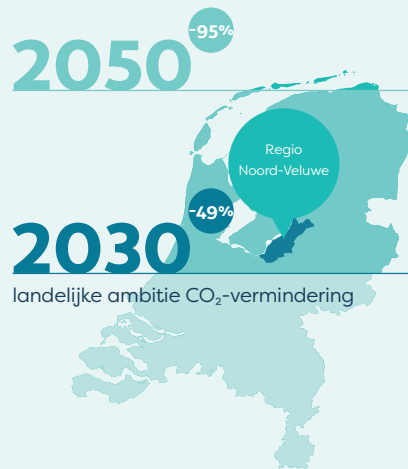 -95%
2050
Regio
Noord-Veluwe
-49%
2030
landelijke ambitie CO₂-vermindering